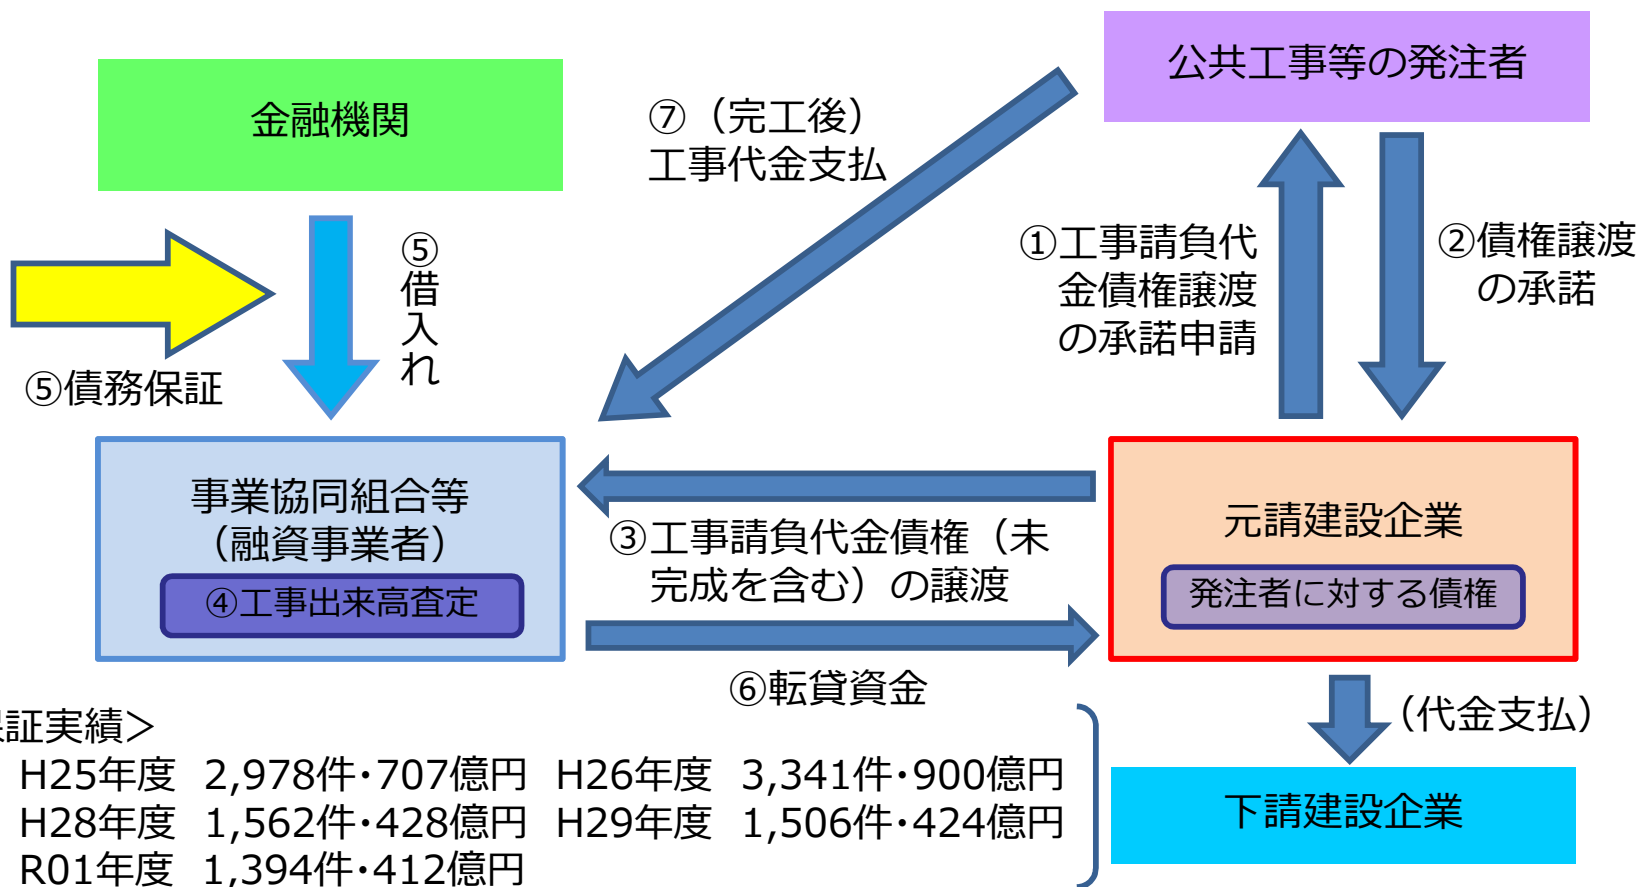 公共工事等の発注者
金融機関
⑦（完工後）
工事代金支払
①工事請負代
金債権譲渡
の承諾申請
②債権譲渡
の承諾
⑤借入れ
⑤債務保証
事業協同組合等
（融資事業者）
④工事出来高査定
③工事請負代金債権（未
完成を含む）の譲渡
元請建設企業
発注者に対する債権
⑥転貸資金
（代金支払）
下請建設企業
証実績＞
H25年度 2,978件･707億円 H26年度 3,341件･900億円
H28年度 1,562件･428億円 H29年度 1,506件･424億円
R01年度 1,394件･412億円